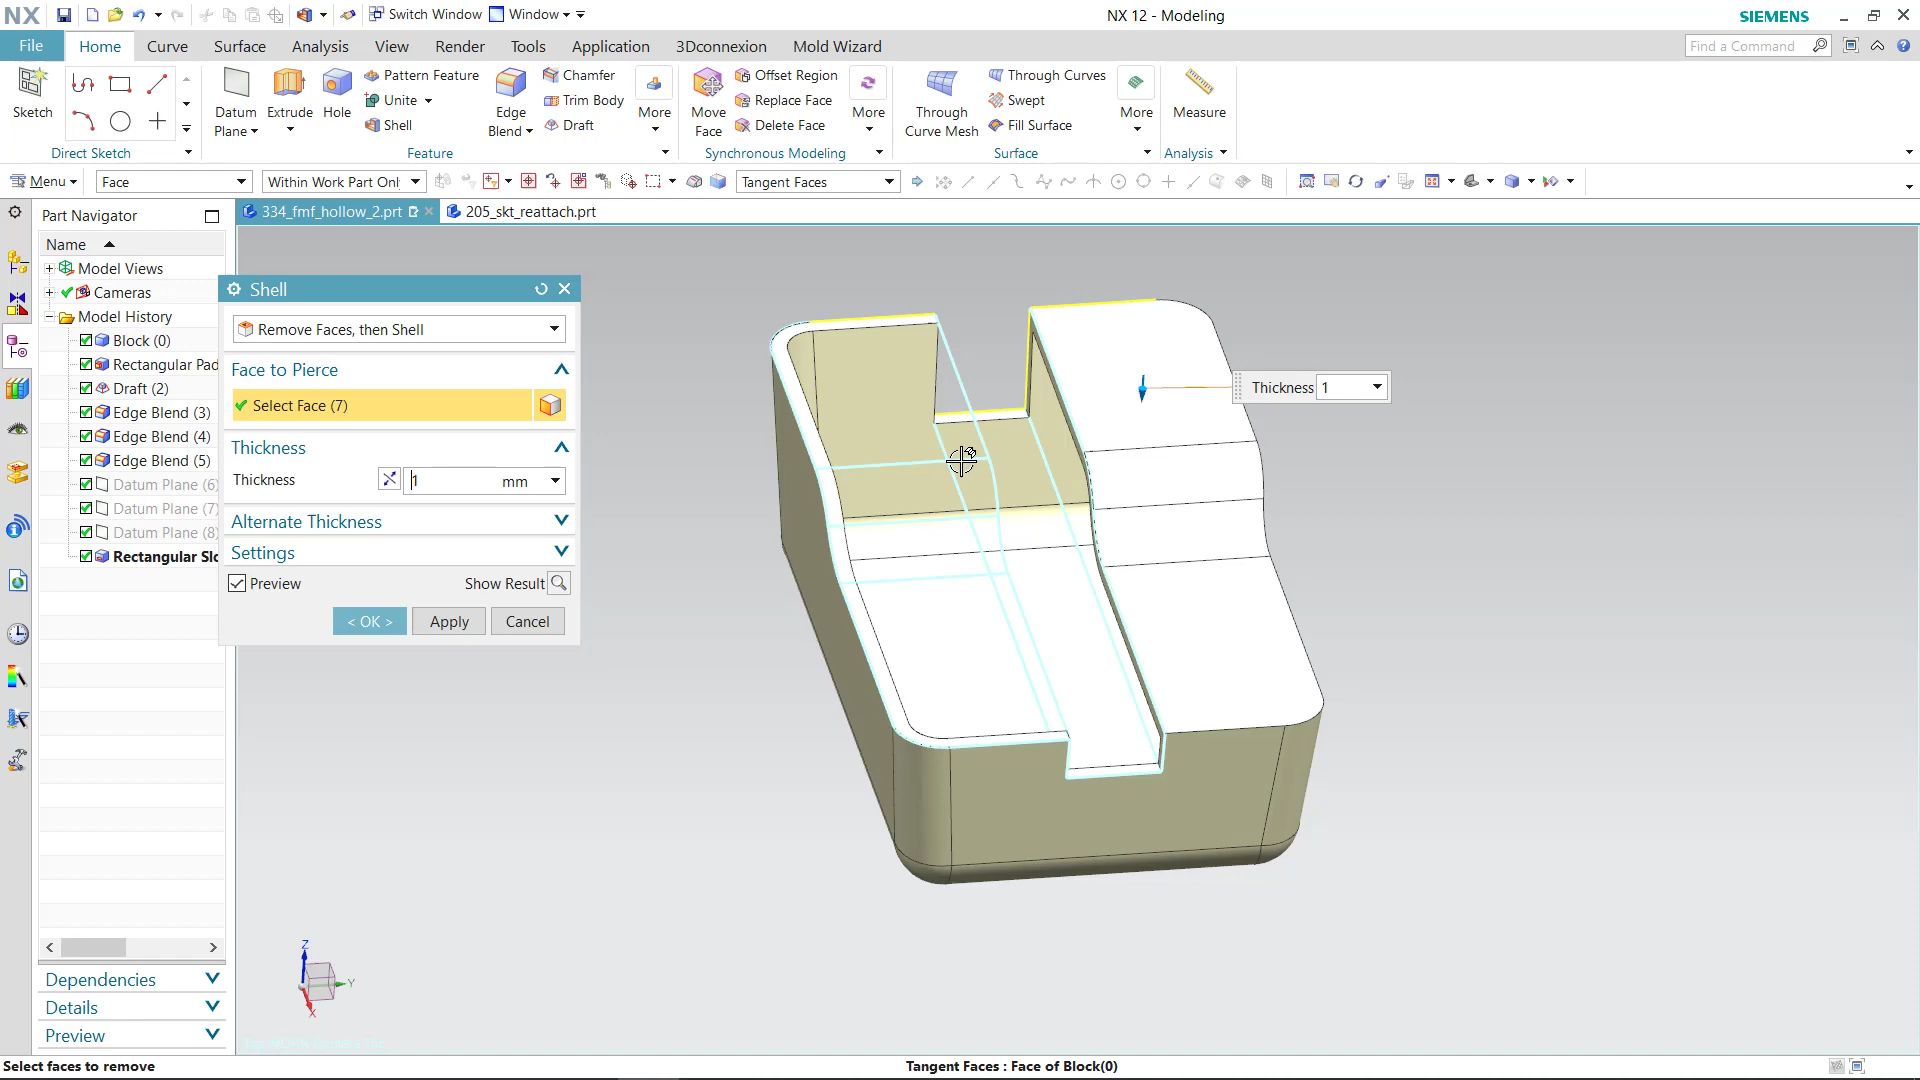 NX
Switch Window
Window
NX 12 - Modeling
SIEMENS
File
Home
Curve
Surface
Analysis
View
Render
Tools
Application
3Dconnexion
Mold Wizard
Find a Command
Sketch
Direct Sketch
Datum
Plane
Extrude
Hole
Pattern Feature
Unite
Shell
Edge
Blend
Chamfer
Trim Body
Draft
More
Feature
Move
Face
Offset Region
Replace Face
Delete Face
More
Synchronous Modeling
Through
Curve Mesh
Through Curves
Swept
Fill Surface
More
Surface
Measure
Analysis
Menu
Face
Within Work Part Onl
Tangent Faces
Part Navigator
334_fmf_hollow_2.prt
205_skt_reattach.prt
Name
Model Views
Cameras
Model History
Block (0)
Rectangular Pad
Draft (2)
Edge Blend (3)
Edge Blend (4)
Edge Blend (5)
Datum Plane (6)
Datum Plane (7)
Datum Plane (8)
Rectangular Slo
Dependencies
Details
Preview
Shell
Remove Faces, then Shell
Face to Pierce
Select Face (7)
Thickness
Thickness
1
mm
Alternate Thickness
Settings
Preview
Show Result
< OK >
Apply
Cancel
Thickness
1
Z
Y
X
Select faces to remove
Tangent Faces : Face of Block(0)